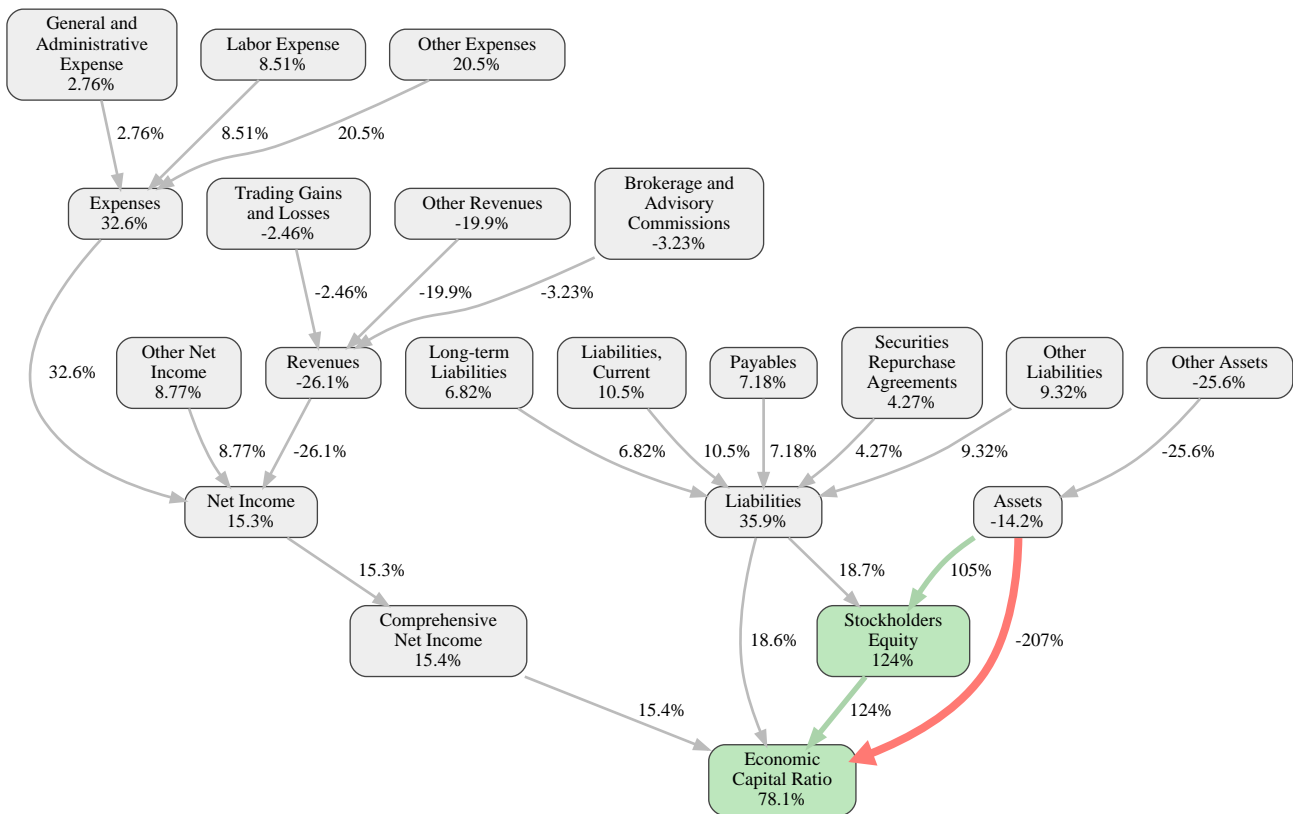 General and
Administrative
Expense
2.76%
Labor Expense
8.51%
Other Expenses
20.5%
2.76%
8.51%
20.5%
Expenses
32.6%
Trading Gains
and Losses
-2.46%
Other Revenues
-19.9%
Brokerage and
Advisory
Commissions
-3.23%
-2.46%
-19.9%
-3.23%
32.6%
Other Net
Income
8.77%
Revenues
-26.1%
Long-term
Liabilities
6.82%
Liabilities,
Current
10.5%
Payables
7.18%
Securities
Repurchase
Agreements
4.27%
Other
Liabilities
9.32%
Other Assets
-25.6%
8.77%
-26.1%
6.82%
10.5%
7.18%
4.27%
9.32%
-25.6%
Net Income
15.3%
Liabilities
35.9%
Assets
-14.2%
15.3%
18.7%
105%
Comprehensive
Net Income
15.4%
18.6%
Stockholders
Equity
124%
-207%
15.4%
124%
Economic
Capital Ratio
78.1%